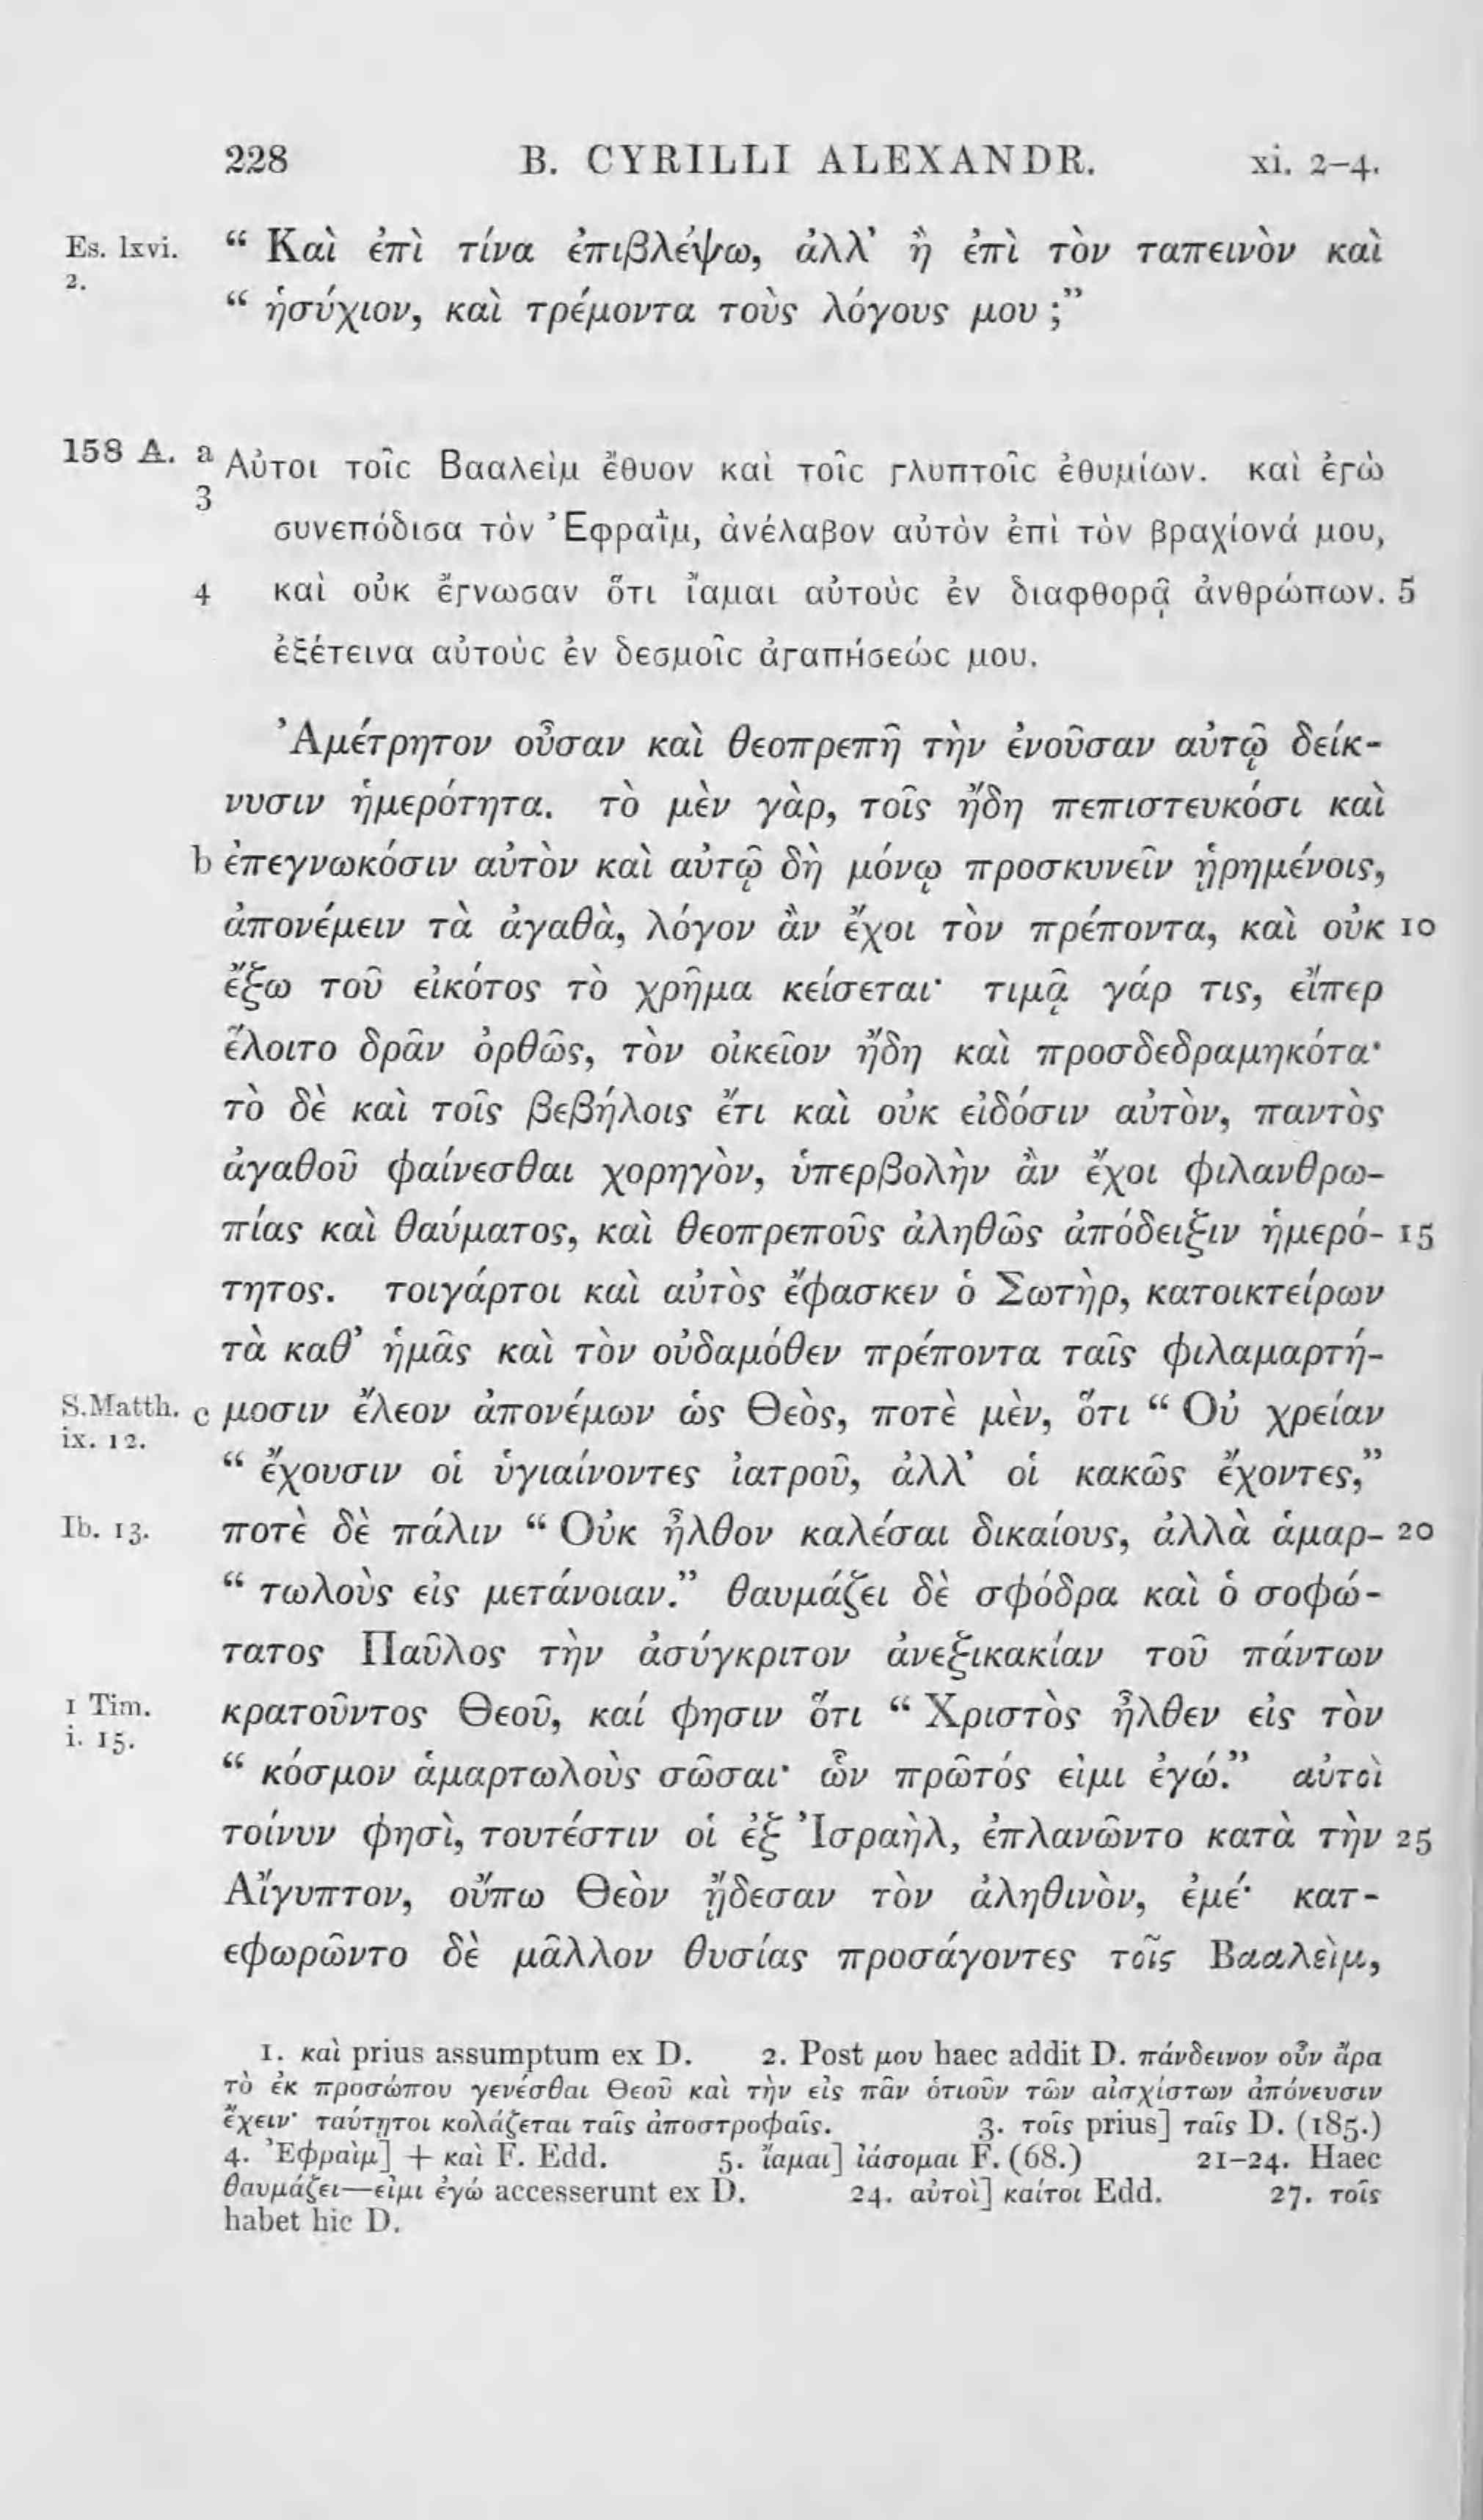 228 B. CYRILLI ALEXANDR. xi. 2–4.
Es. lxvi. “ Καὶ ἐπὶ τίνα ἐπιβλέψω, ἀλλ’ ἢ ἐπὶ τὸν ταπεινὸν καὶ
2.
“ ἡσύχιον, καὶ τρέμοντα τοὺς λόγους μου ;”
158 A. a Αὐτοι τοῖς Βααλεὶμ ἔθυον καὶ τοῖς γλυπτοῖς ἐθυμίων. καὶ ἐγὼ
3
συνεπόδισα τὸν Ἐφραῒμ, ἀνέλαβον αὐτὸν ἐπὶ τὸν βραχίονά μου,
4 καὶ οὐκ ἔγνωσαν ὅτι ἴαμαι αὐτοὺς ἐν διαφθορᾷ ἀνθρώπων. 5
ἐξέτεινα αὐτοὺς ἐν δεσμοῖς ἀγαπήσεώς μου.
Ἀμέτρητον οὖσαν καὶ θεοπρεπῆ τὴν ἐνοῦσαν αὐτῷ δείκ-
νυσιν ἡμερότητα. τὸ μὲν γὰρ, τοῖς ἤδη πεπιστευκόσι καὶ
b ἐπεγνωκόσιν αὐτὸν καὶ αὐτῷ δὴ μόνῳ προσκυνεῖν ᾑρημένοις,
ἀπονέμειν τὰ ἀγαθὰ, λόγον ἂν ἔχοι τὸν πρέποντα, καὶ οὐκ 10
ἔξω τοῦ εἰκότος τὸ χρῆμα κείσεται· τιμᾷ γάρ τις, εἴπερ
ἕλοιτο δρᾶν ὀρθῶς, τὸν οἰκεῖον ἤδη καὶ προσδεδραμηκότα·
τὸ δὲ καὶ τοῖς βεβήλοις ἔτι καὶ οὐκ εἰδόσιν αὐτὸν, παντὸς
ἀγαθοῦ φαίνεσθαι χορηγὸν, ὑπερβολὴν ἂν ἔχοι φιλανθρω-
πίας καὶ θαύματος, καὶ θεοπρεποῦς ἀληθῶς ἀπόδειξιν ἡμερό- 15
τητος. τοιγάρτοι καὶ αὐτὸς ἔφασκεν ὁ Σωτὴρ, κατοικτείρων
τὰ καθ’ ἡμᾶς καὶ τὸν οὐδαμόθεν πρέποντα ταῖς φιλαμαρτή-
S.Matth. c μοσιν ἔλεον ἀπονέμων ὡς Θεὸς, ποτὲ μὲν, ὅτι “ Οὐ χρείαν
ix. 12.
“ ἔχουσιν οἱ ὑγιαίνοντες ἰατροῦ, ἀλλ’ οἱ κακῶς ἔχοντες,”
Ib. 13. ποτὲ δὲ πάλιν “ Οὐκ ἦλθον καλέσαι δικαίους, ἀλλὰ ἁμαρ- 20
“ τωλοὺς εἰς μετάνοιαν.” θαυμάζει δὲ σφόδρα καὶ ὁ σοφώ-
τατος Παῦλος τὴν ἀσύγκριτον ἀνεξικακίαν τοῦ πάντων
1 Tim. κρατοῦντος Θεοῦ, καί φησιν ὅτι “ Χριστὸς ἦλθεν εἰς τὸν
i. 15.
“ κόσμον ἁμαρτωλοὺς σῶσαι· ὧν πρῶτός εἰμι ἐγώ.” αὐτοὶ
τοίνυν φησὶ, τουτέστιν οἱ ἐξ Ἰσραὴλ, ἐπλανῶντο κατὰ τὴν 25
Αἴγυπτον, οὔπω Θεὸν ᾔδεσαν τὸν ἀληθινὸν, ἐμέ· κατ-
εφωρῶντο δὲ μᾶλλον θυσίας προσάγοντες τοῖς Βααλεὶμ,
1. καὶ prius assumptum ex D. 2. Post μου haec addit D. πάνδεινον οὖν ἄρα
τὸ ἐκ προσώπου γενέσθαι Θεοῦ καὶ τὴν εἰς πᾶν ὁτιοῦν τῶν αἰσχίστων ἀπόνευσιν
ἔχειν· ταύτῃτοι κολάζεται ταῖς ἀποστροφαῖς. 3. τοῖς prius] ταῖς D. (185.)
4. Ἐφραὶμ] + καὶ F. Edd. 5. ἴαμαι] ἰάσομαι F. (68.) 21–24. Haec
θαυμάζει—εἰμι ἐγώ accesserunt ex D. 24. αὐτοὶ] καίτοι Edd. 27. τοῖς
habet hic D.